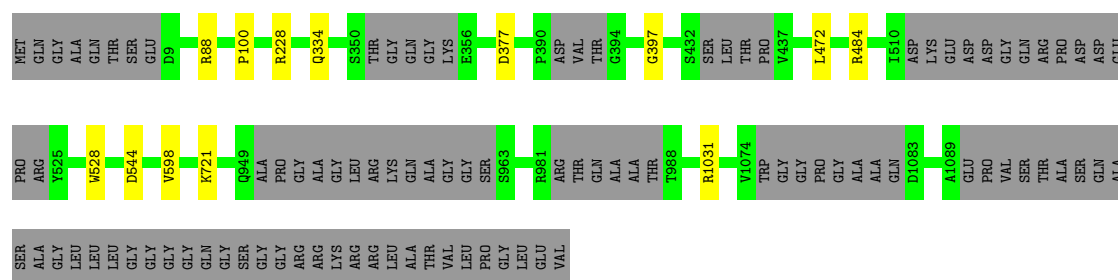 MET GLN GLY ALA GLN THR SER GLU D9 R88 P100 R228 Q334 S350 THR GLY GLN GLY LYS E356 D377 P390 ASP VAL THR G394 G397 S432 SER LEU THR PRO V437 L472 R484 I510 ASP LYS GLU ASP ASP GLY GLN ARG PRO ASP ASP GLU
PRO ARG Y525 W528 D544 V598 K721 Q949 ALA PRO GLY ALA GLY LEU ARG LYS GLN ALA GLY GLY SER S963 R981 ARG THR GLN ALA ALA THR T988 R1031 V1074 TRP GLY GLY PRO GLY ALA ALA GLN D1083 A1089 GLU PRO VAL SER THR ALA SER GLN ALA
SER ALA GLY LEU LEU LEU GLY GLY GLY GLY GLN GLY SER GLY GLY ARG ARG LYS ARG ARG LEU ALA THR VAL LEU PRO GLY LEU GLU VAL